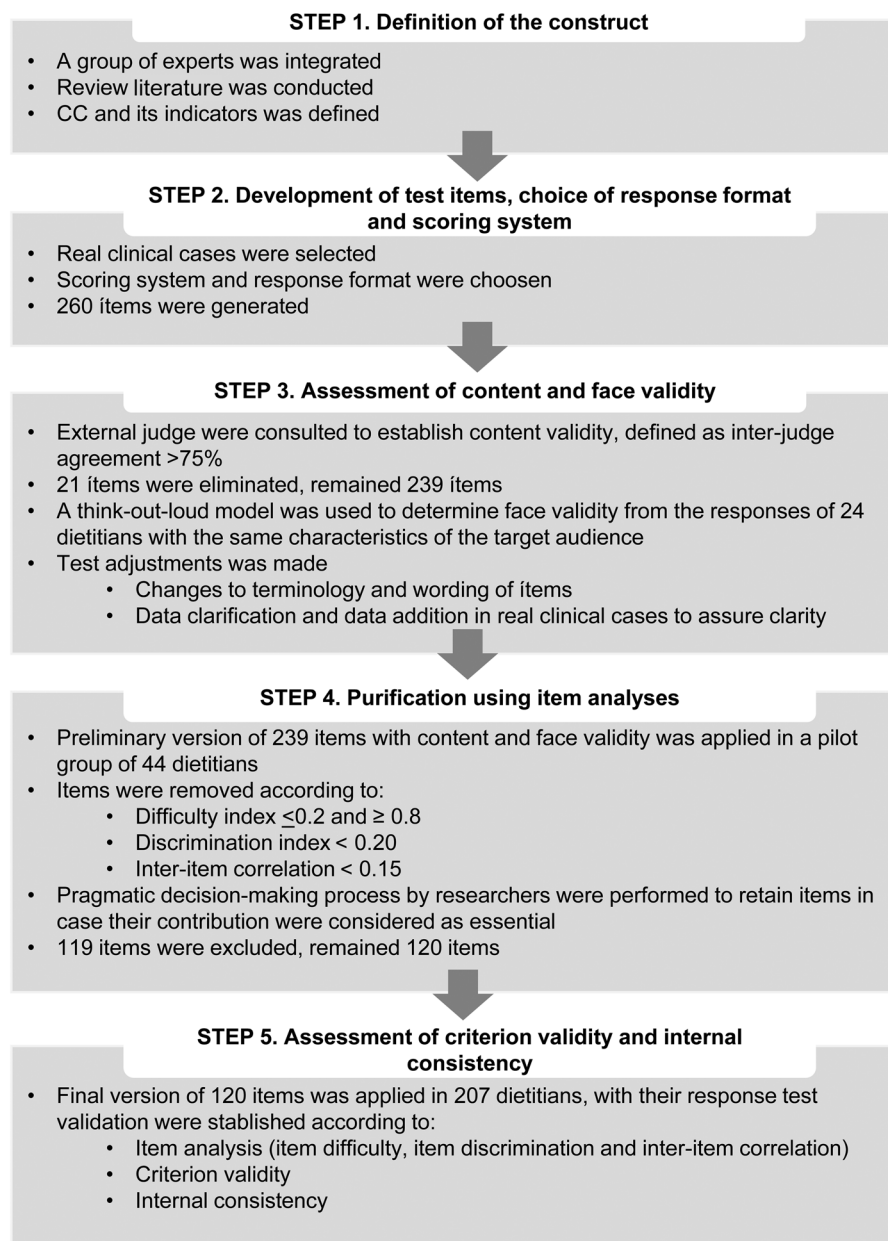 STEP 1. Definition of the construct
• A group of experts was integrated
• Review literature was conducted
• CC and its indicators was defined
STEP 2. Development of test items, choice of response format
and scoring system
• Real clinical cases were selected
• Scoring system and response format were choosen
• 260 ítems were generated
STEP 3. Assessment of content and face validity
• External judge were consulted to establish content validity, defined as inter-judge
agreement >75%
• 21 ítems were eliminated, remained 239 ítems
• A think-out-loud model was used to determine face validity from the responses of 24
dietitians with the same characteristics of the target audience
• Test adjustments was made
• Changes to terminology and wording of ítems
• Data clarification and data addition in real clinical cases to assure clarity
STEP 4. Purification using item analyses
• Preliminary version of 239 items with content and face validity was applied in a pilot
group of 44 dietitians
• Items were removed according to:
• Difficulty index <0.2 and ≥ 0.8
• Discrimination index < 0.20
• Inter-item correlation < 0.15
• Pragmatic decision-making process by researchers were performed to retain items in
case their contribution were considered as essential
• 119 items were excluded, remained 120 items
STEP 5. Assessment of criterion validity and internal
consistency
• Final version of 120 items was applied in 207 dietitians, with their response test
validation were stablished according to:
• Item analysis (item difficulty, item discrimination and inter-item correlation)
• Criterion validity
• Internal consistency